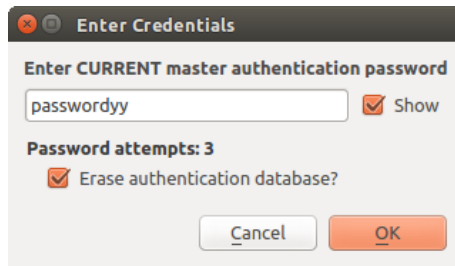 Enter Credentials
Enter CURRENT master authentication password
passwordyy Show
Password attempts: 3
Erase authentication database?
Cancel OK